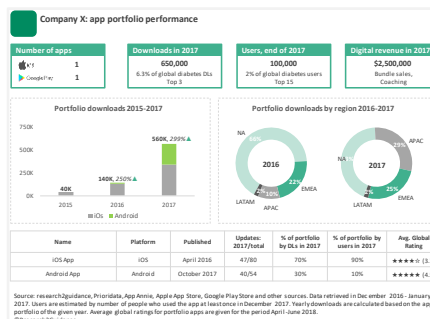 Company X: app portfolio performance
Number of apps
1
Google Play 1
Downloads in 2017
650,000
6.3% of global diabetes DLs
Top 3
Users, end of 2017
100,000
2% of global diabetes users
Top 15
Digital revenue in 2017
$2,500,000
Bundle sales,
Coaching
Portfolio downloads 2015-2017
750K
500K
250K
0K
40K
140K, 250%▲
560K, 299%▲
2015 2016 2017
iOs Android
Portfolio downloads by region 2016-2017
NA
2016
22%
EMEA
10%
APAC
LATAM
NA
2017
29%
APAC
25%
EMEA
LATAM
Name Platform Published Updates: 2017/total % of portfolio by DLs in 2017 % of portfolio by users in 2017 Avg. Global Rating
iOS App iOS April 2016 47/80 70% 90% ★★★★☆ (3.
Android App Android October 2017 40/54 30% 10% ★★★★★ (4.
Source: research2guidance, Prioridata, App Annie, Apple App Store, Google Play Store and other sources. Data retrieved in December 2016 - January
2017. Users are estimated by number of people who used the app at least once in December 2017. Yearly downloads are calculated based on the app
portfolio of the given year. Average global ratings for portfolio apps are given for the period April -June 2018.